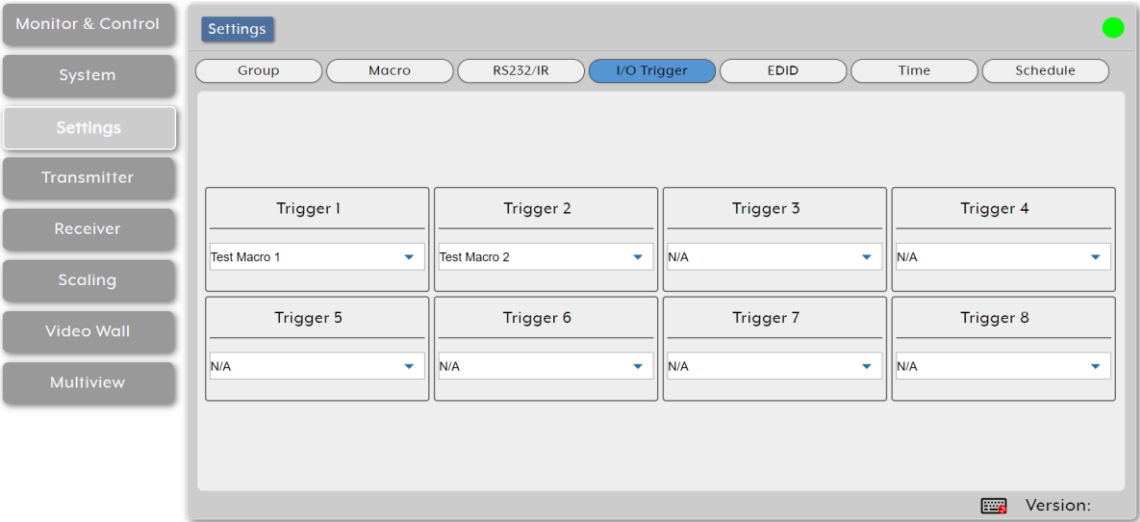 Monitor & Control
System
Settings
Transmitter
Receiver
Scaling
Video Wall
Multiview
Settings
Group Macro RS232/IR I/O Trigger EDID Time Schedule
Trigger 1 Trigger 2 Trigger 3 Trigger 4
Test Macro 1 Test Macro 2 N/A N/A
Trigger 5 Trigger 6 Trigger 7 Trigger 8
N/A N/A N/A N/A
Version: